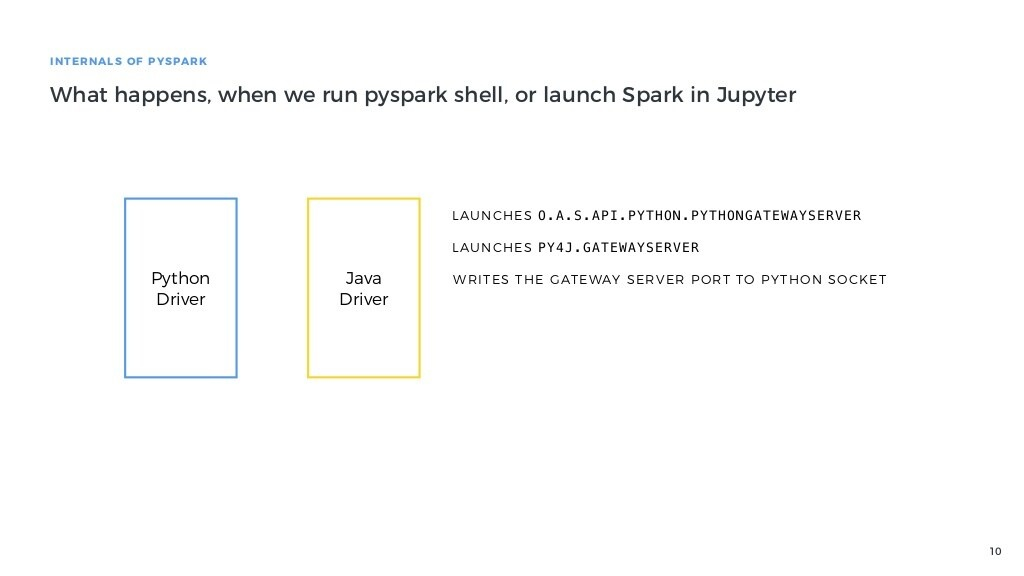 INTERNALS OF PYSPARK
What happens, when we run pyspark shell, or launch Spark in Jupyter
Python
Driver
Java
Driver
LAUNCHES O.A.S.API.PYTHON.PYTHONGATEWAYSERVER
LAUNCHES PY4J.GATEWAYSERVER
WRITES THE GATEWAY SERVER PORT TO PYTHON SOCKET
10